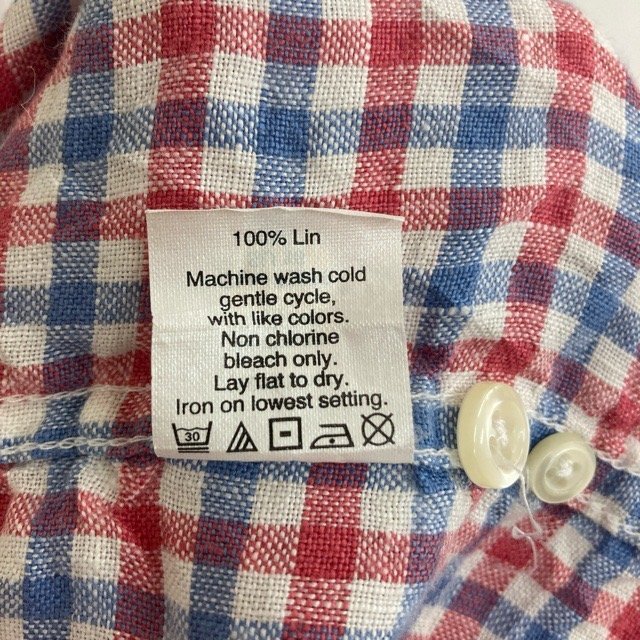 100% Lin
Machine wash cold
gentle cycle,
with like colors.
Non chlorine
bleach only.
Lay flat to dry.
Iron on lowest setting.
30